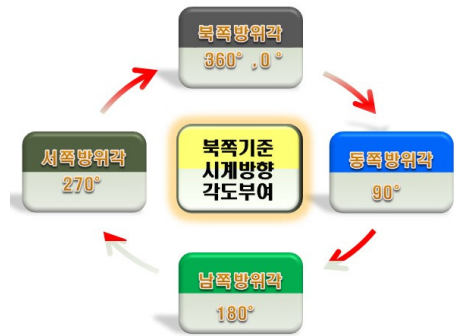 북쪽방위각
360° , 0°
서쪽방위각
270°
북쪽기준
시계방향
각도부여
동쪽방위각
90°
남쪽방위각
180°